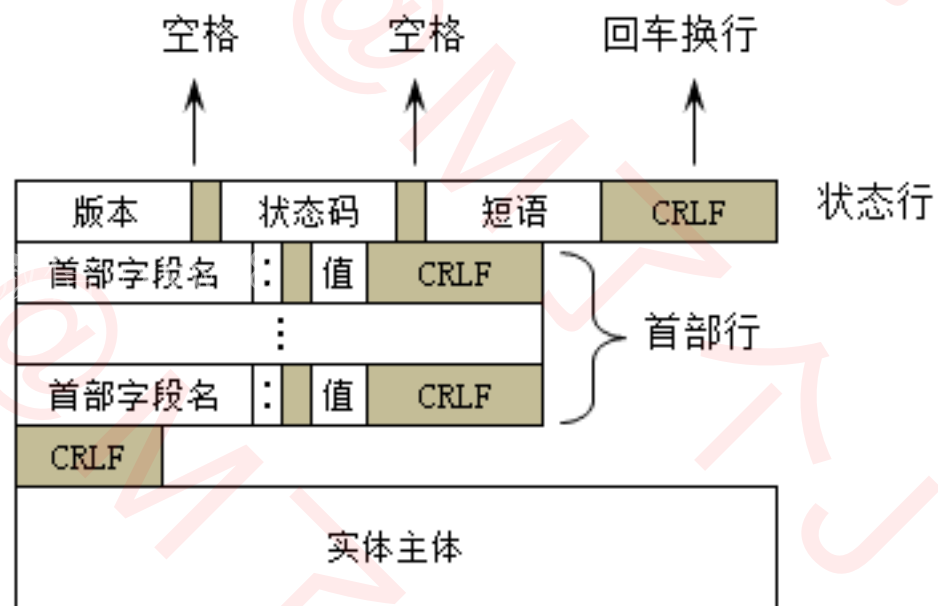 空格 空格 回车换行
版本 状态码 短语 CRLF 状态行
首部字段名 : 值 CRLF
⋮ 首部行
首部字段名 : 值 CRLF
CRLF
实体主体